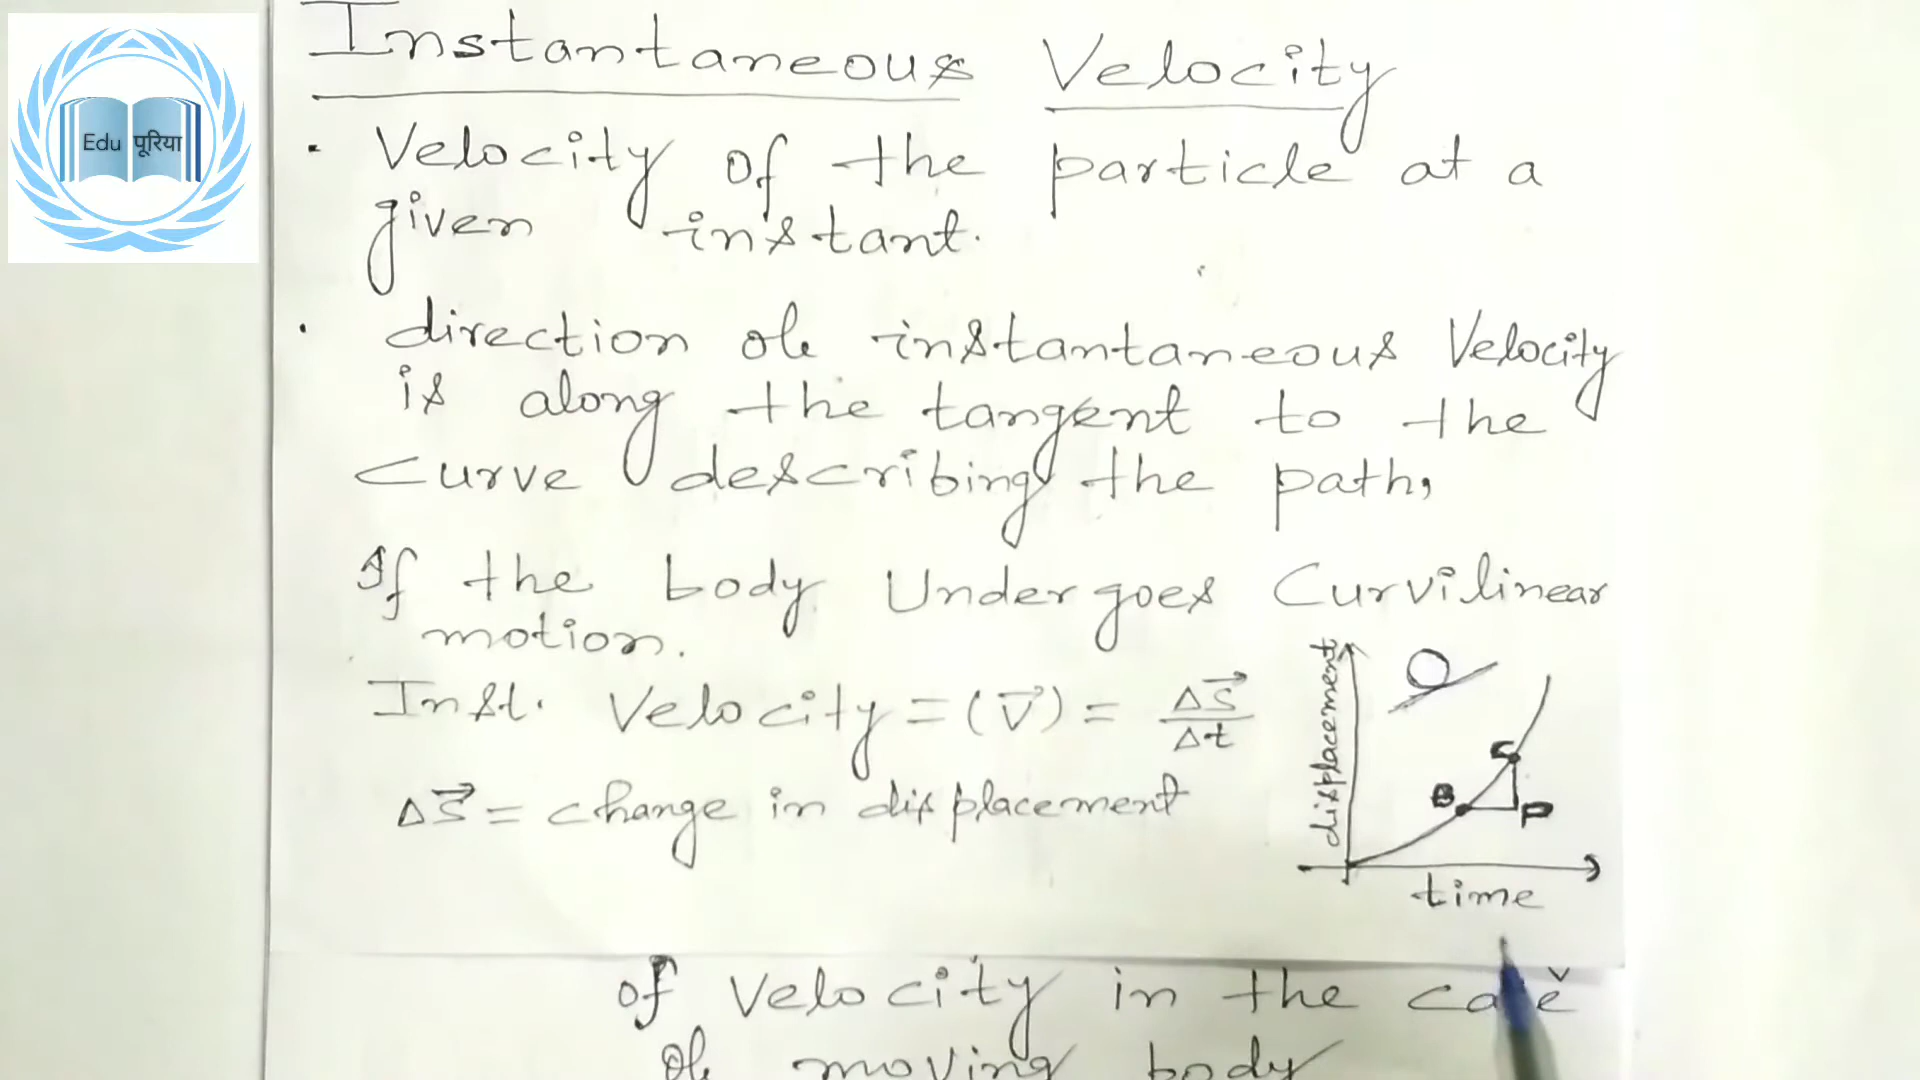 Edu पूरिया
Instantaneous Velocity
• Velocity of the particle at a
given instant.
• direction of instantaneous Velocity
is along the tangent to the
curve describing the path,
If the body Undergoes Curvilinear
motion.
Inst. Velocity = (v⃗) = Δs⃗/Δt
Δs⃗ = change in displacement
displacement
C
B
P
time
of Velocity in the case
of moving body